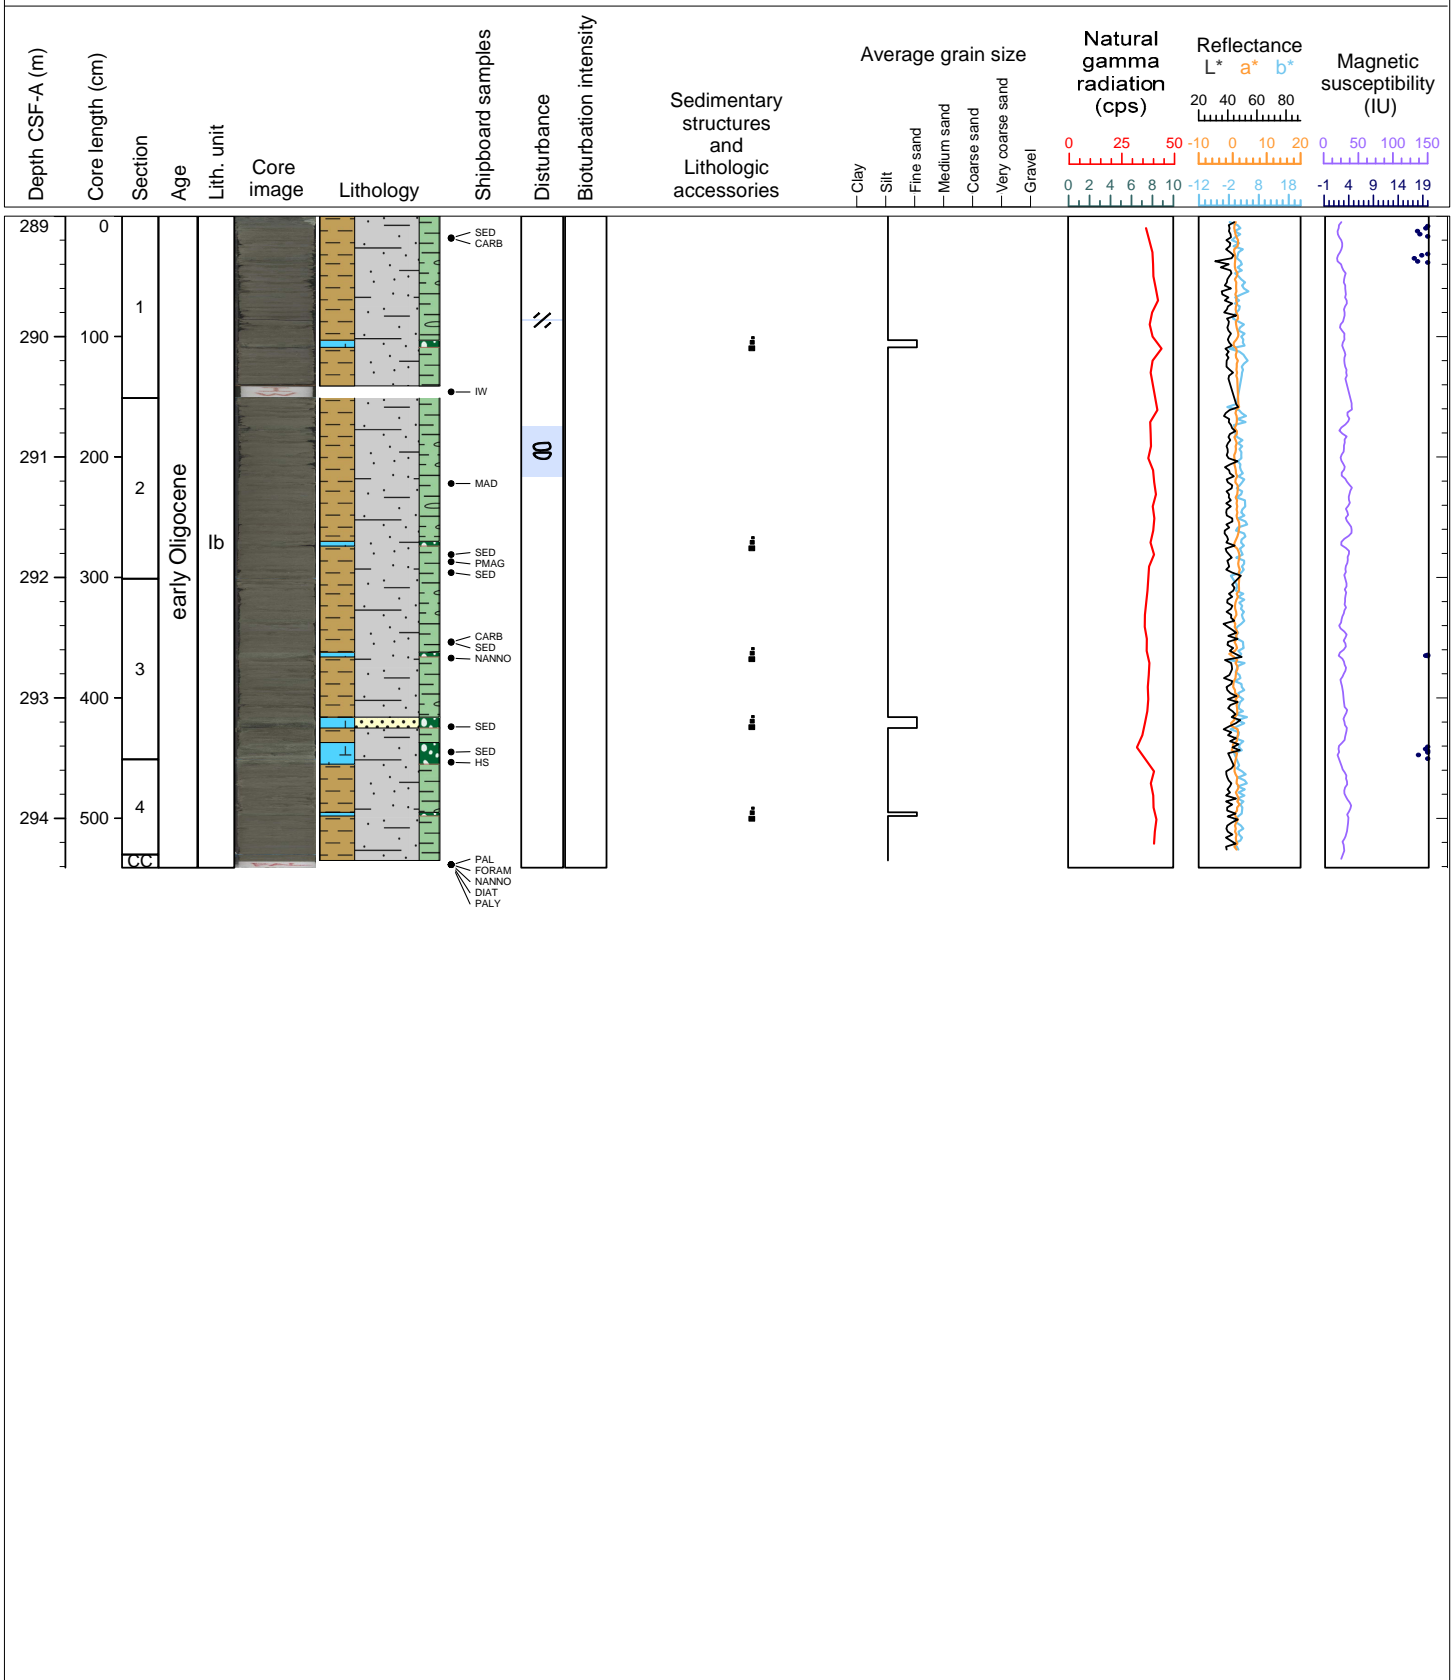 Depth CSF-A (m)
Core length (cm)
Section
Age
Lith. unit
Core
image
Lithology
Shipboard samples
Disturbance
Bioturbation intensity
Sedimentary
structures
and
Lithologic
accessories
Average grain size
Clay
Silt
Fine sand
Medium sand
Coarse sand
Very coarse sand
Gravel
Natural
gamma
radiation
(cps)
0 25 50
0 2 4 6 8 10
Reflectance
L* a* b*
20 40 60 80
-10 0 10 20
-12 -2 8 18
Magnetic
susceptibility
(IU)
0 50 100 150
-1 4 9 14 19
289
290
291
292
293
294
0
100
200
300
400
500
1
2
3
4
CC
early Oligocene
Ib
SED
CARB
IW
MAD
SED
PMAG
SED
CARB
SED
NANNO
SED
SED
HS
PAL
FORAM
NANNO
DIAT
PALY